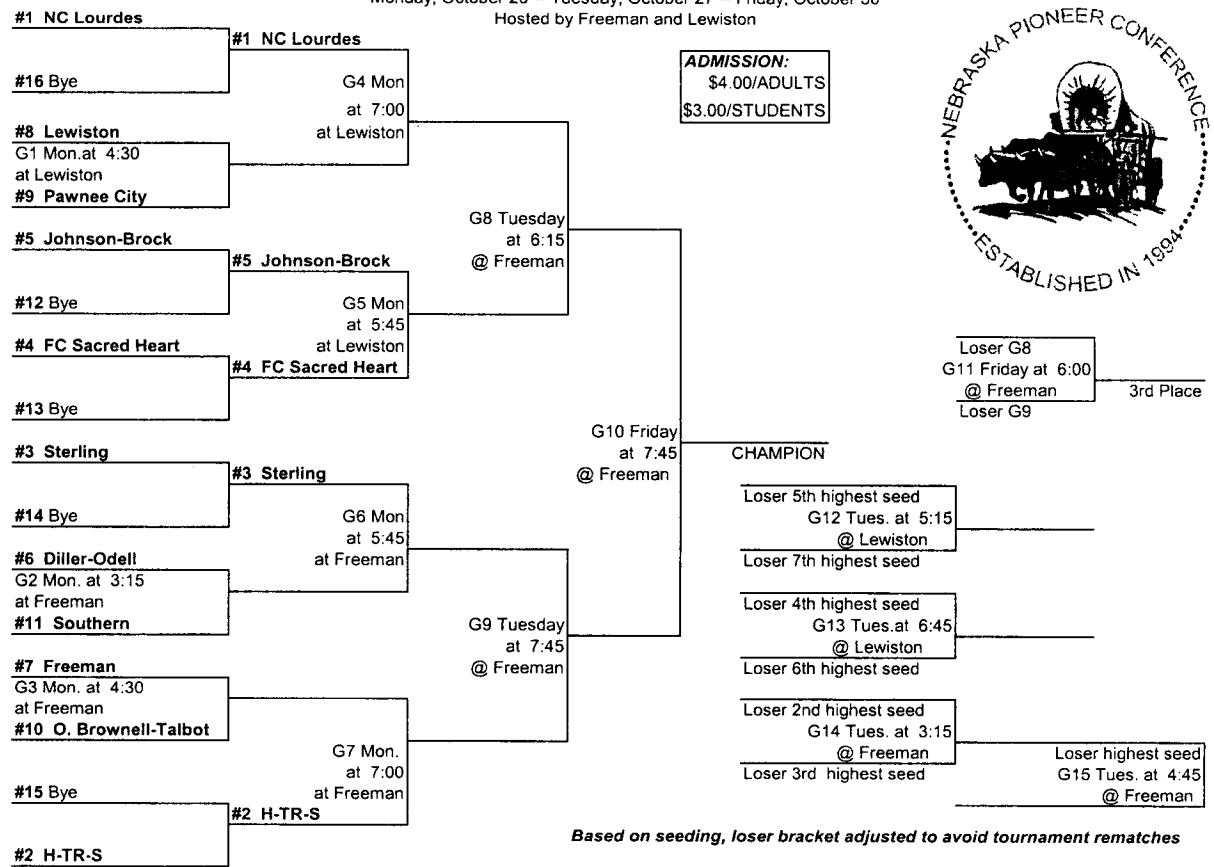 Hosted by Freeman and Lewiston
#1 NC Lourdes
#16 Bye
#1 NC Lourdes
G4 Mon
at 7:00
at Lewiston
#8 Lewiston
G1 Mon.at 4:30
at Lewiston
#9 Pawnee City
#5 Johnson-Brock
#12 Bye
#5 Johnson-Brock
G5 Mon
at 5:45
at Lewiston
#4 FC Sacred Heart
#4 FC Sacred Heart
#13 Bye
G8 Tuesday
at 6:15
@ Freeman
#3 Sterling
#14 Bye
#3 Sterling
G6 Mon
at 5:45
at Freeman
#6 Diller-Odell
G2 Mon. at 3:15
at Freeman
#11 Southern
#7 Freeman
G3 Mon. at 4:30
at Freeman
#10 O. Brownell-Talbot
G7 Mon.
at 7:00
at Freeman
#15 Bye
#2 H-TR-S
#2 H-TR-S
G9 Tuesday
at 7:45
@ Freeman
G10 Friday
at 7:45
@ Freeman
CHAMPION
ADMISSION:
$4.00/ADULTS
$3.00/STUDENTS
NEBRASKA PIONEER CONFERENCE
ESTABLISHED IN 1994
Loser G8
G11 Friday at 6:00
@ Freeman
Loser G9
3rd Place
Loser 5th highest seed
G12 Tues. at 5:15
@ Lewiston
Loser 7th highest seed
Loser 4th highest seed
G13 Tues.at 6:45
@ Lewiston
Loser 6th highest seed
Loser 2nd highest seed
G14 Tues. at 3:15
@ Freeman
Loser 3rd highest seed
Loser highest seed
G15 Tues. at 4:45
@ Freeman
Based on seeding, loser bracket adjusted to avoid tournament rematches